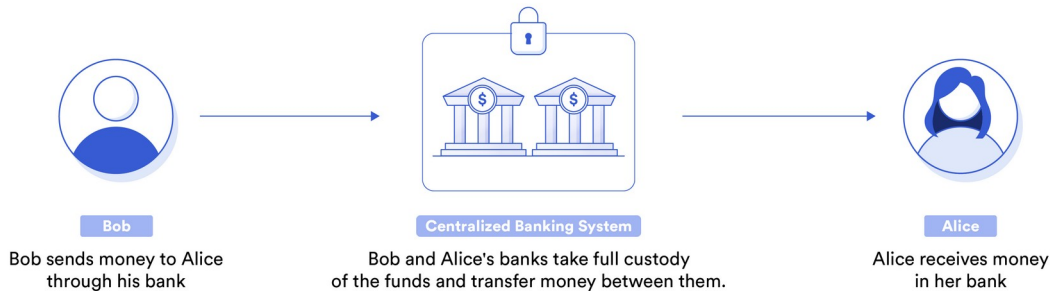 $ $
Bob
Bob sends money to Alice
through his bank
Centralized Banking System
Bob and Alice's banks take full custody
of the funds and transfer money between them.
Alice
Alice receives money
in her bank